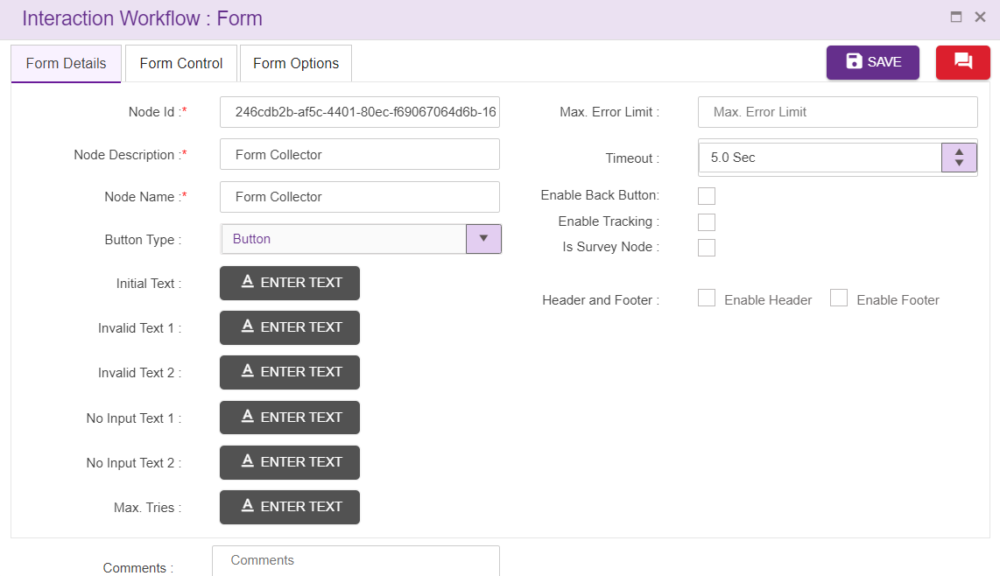 Interaction Workflow : Form
Form Details Form Control Form Options SAVE
Node Id :* 246cdb2b-af5c-4401-80ec-f69067064d6b-16 Max. Error Limit : Max. Error Limit
Node Description :* Form Collector Timeout : 5.0 Sec
Node Name :* Form Collector Enable Back Button:
Enable Tracking :
Button Type : Button Is Survey Node :
Initial Text : A ENTER TEXT
Header and Footer : Enable Header Enable Footer
Invalid Text 1 : A ENTER TEXT
Invalid Text 2 : A ENTER TEXT
No Input Text 1 : A ENTER TEXT
No Input Text 2 : A ENTER TEXT
Max. Tries : A ENTER TEXT
Comments : Comments